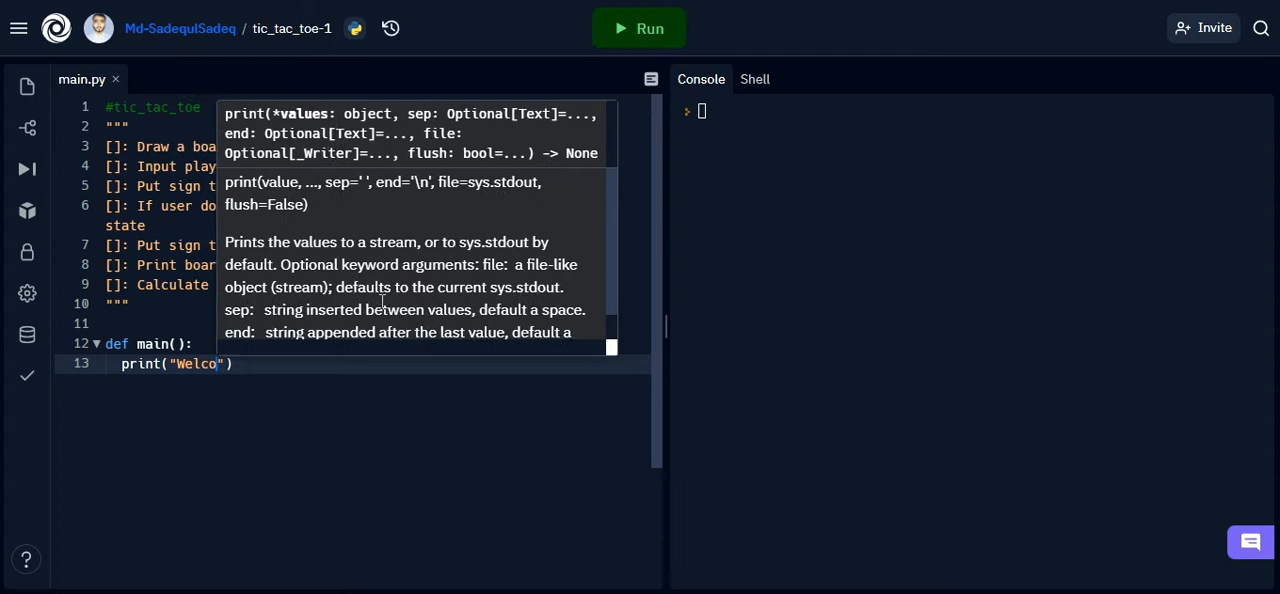 Md-SadequlSadeq / tic_tac_toe-1
Run
Invite
main.py ×
1 #tic_tac_toe
2 """
3 []: Draw a boa
4 []: Input play
5 []: Put sign t
6 []: If user do
state
7 []: Put sign t
8 []: Print boar
9 []: Calculate
10 """
11
12 def main():
13 print("Welco")
print(*values: object, sep: Optional[Text]=...,
end: Optional[Text]=..., file:
Optional[_Writer]=..., flush: bool=...) -> None
print(value, ..., sep=' ', end='\n', file=sys.stdout,
flush=False)
Prints the values to a stream, or to sys.stdout by
default. Optional keyword arguments: file: a file-like
object (stream); defaults to the current sys.stdout.
sep: string inserted between values, default a space.
end: string appended after the last value, default a
Console Shell
?